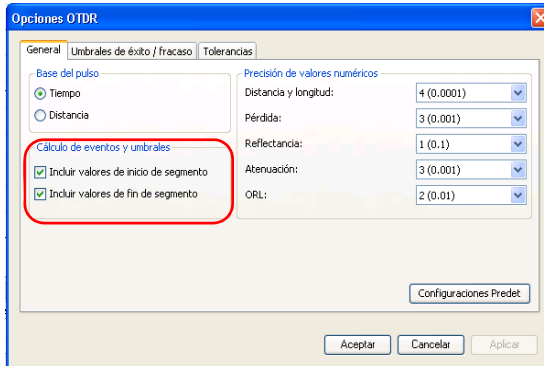 Opciones OTDR
General Umbrales de éxito / fracaso Tolerancias
Base del pulso
Tiempo
Distancia
Cálculo de eventos y umbrales
Incluir valores de inicio de segmento
Incluir valores de fin de segmento
Precisión de valores numéricos
Distancia y longitud: 4 (0.0001)
Pérdida: 3 (0.001)
Reflectancia: 1 (0.1)
Atenuación: 3 (0.001)
ORL: 2 (0.01)
Configuraciones Predet
Aceptar Cancelar Aplicar